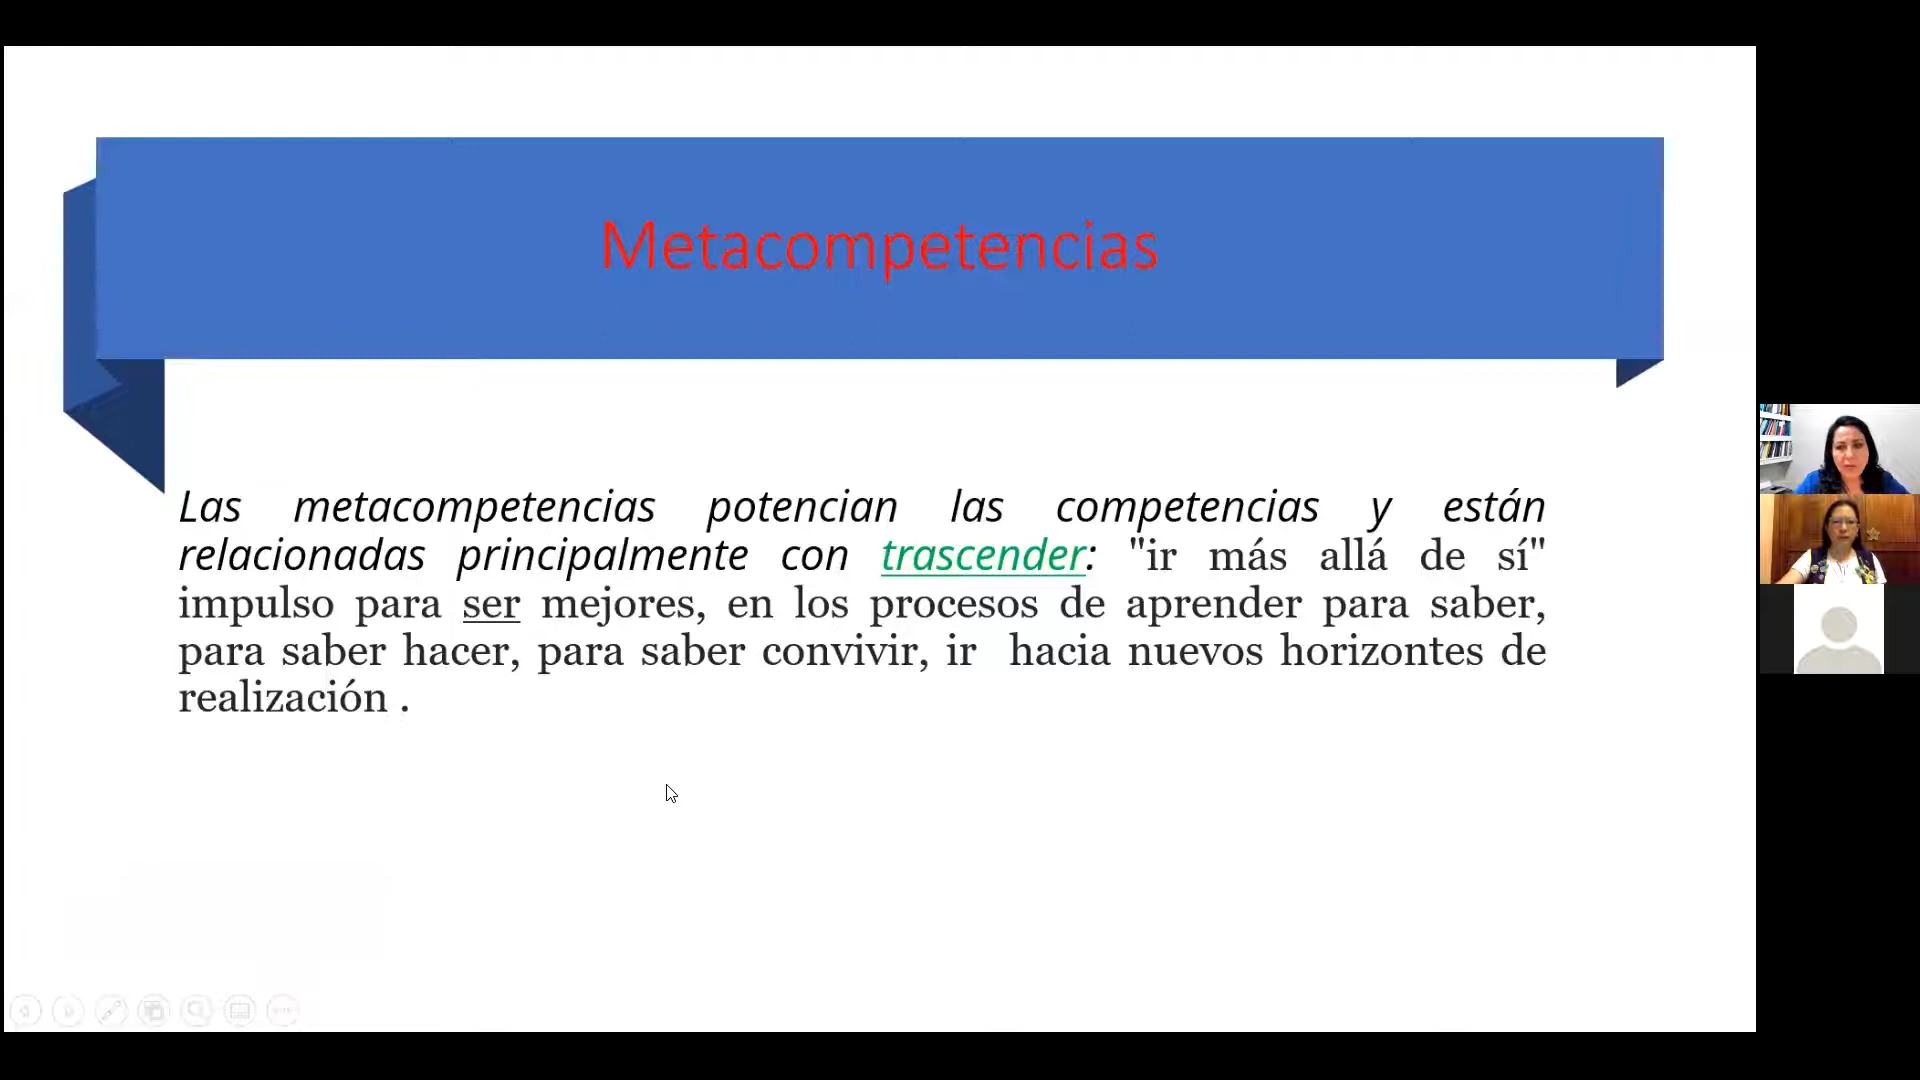 Metacompetencias
Las metacompetencias potencian las competencias y están
relacionadas principalmente con trascender: "ir más allá de sí"
impulso para ser mejores, en los procesos de aprender para saber,
para saber hacer, para saber convivir, ir hacia nuevos horizontes de
realización .